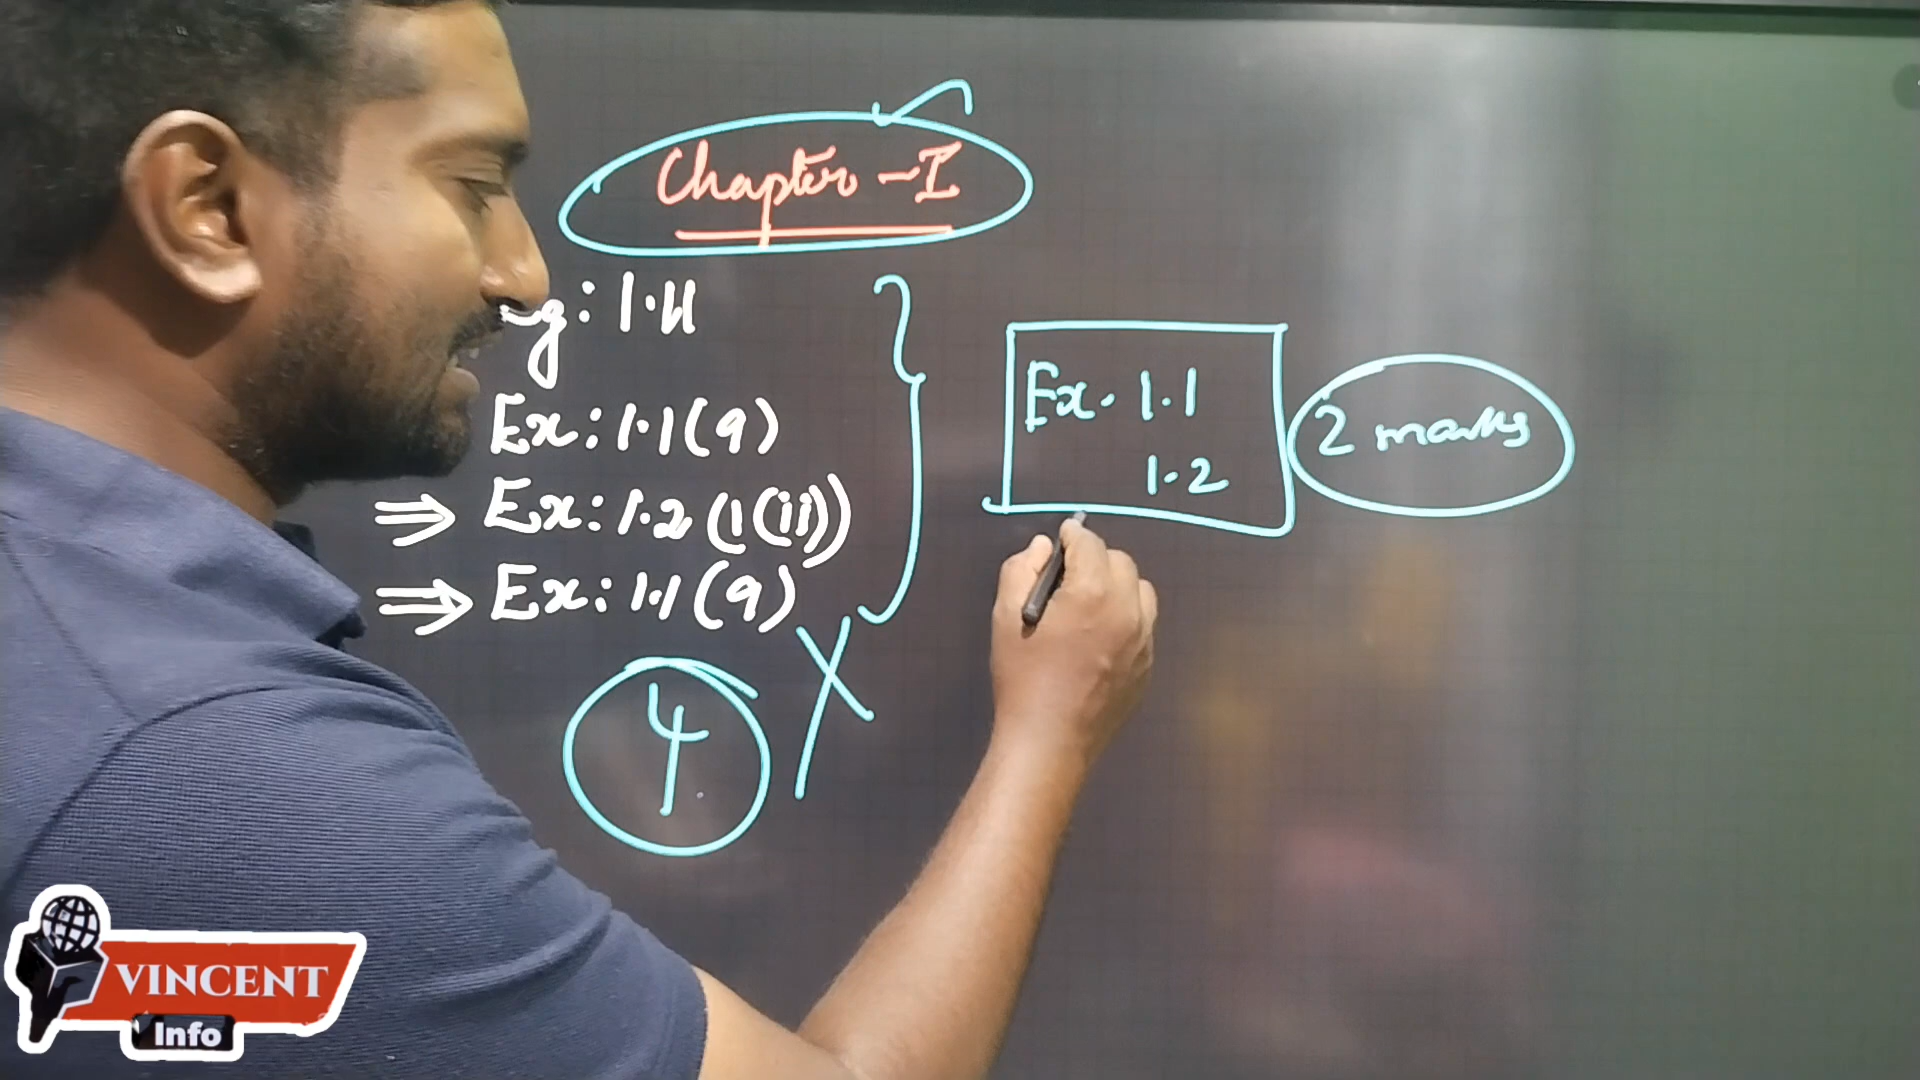 Chapter-I
g: 1.11
Ex: 1.1(9)
⇒ Ex: 1.2 (1(ii))
⇒ Ex: 1.1 (9)
4 X
Ex. 1.1
1.2
2 marks
VINCENT
Info